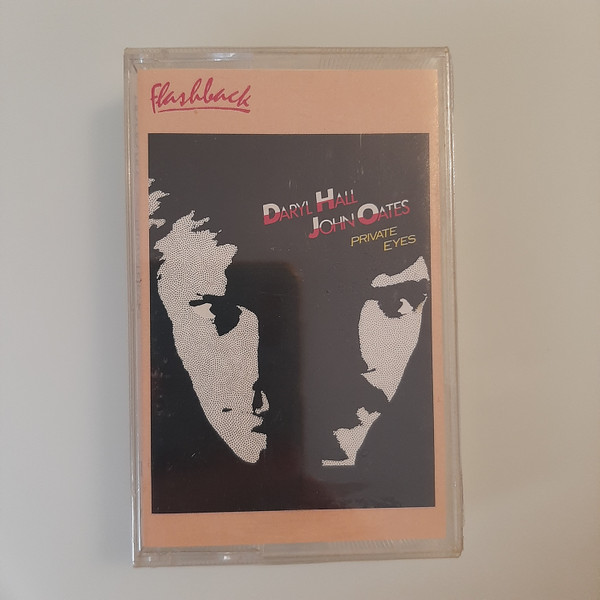 Flashback
DARYL HALL
JOHN OATES
PRIVATE
EYES